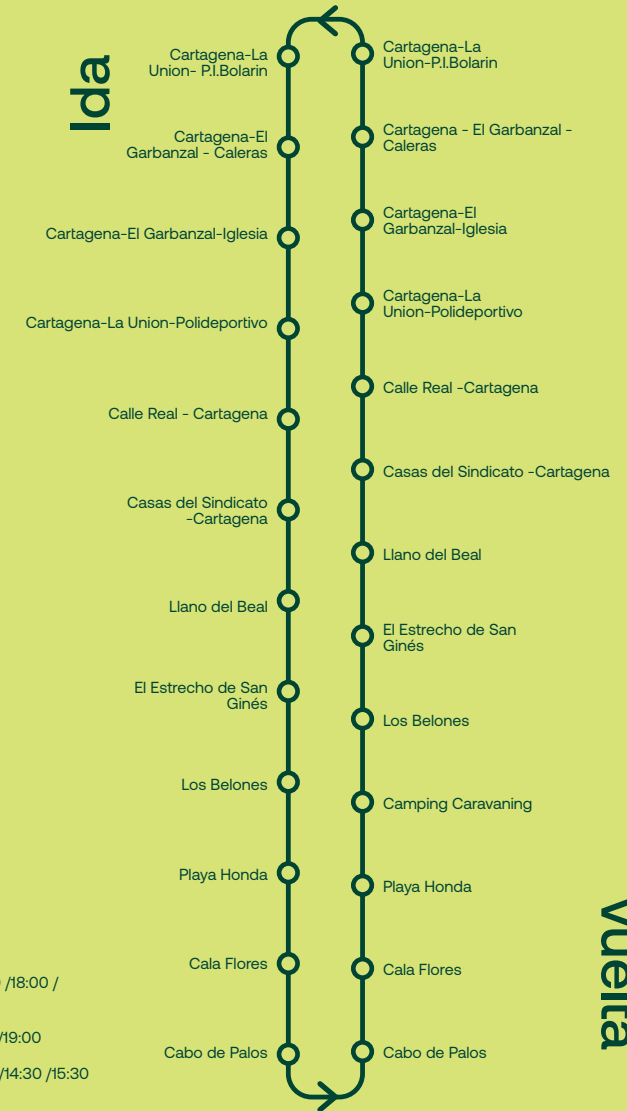 Ida
Cartagena-La
Union- P.I.Bolarin
Cartagena-El
Garbanzal - Caleras
Cartagena-El Garbanzal-Iglesia
Cartagena-La Union-Polideportivo
Calle Real - Cartagena
Casas del Sindicato
-Cartagena
Llano del Beal
El Estrecho de San
Ginés
Los Belones
Playa Honda
Cala Flores
Cabo de Palos
Cartagena-La
Union-P.I.Bolarin
Cartagena - El Garbanzal -
Caleras
Cartagena-El
Garbanzal-Iglesia
Cartagena-La
Union-Polideportivo
Calle Real -Cartagena
Casas del Sindicato -Cartagena
Llano del Beal
El Estrecho de San
Ginés
Los Belones
Camping Caravaning
Playa Honda
Cala Flores
Cabo de Palos
Vuelta
/18:00 /
/19:00
/14:30 /15:30